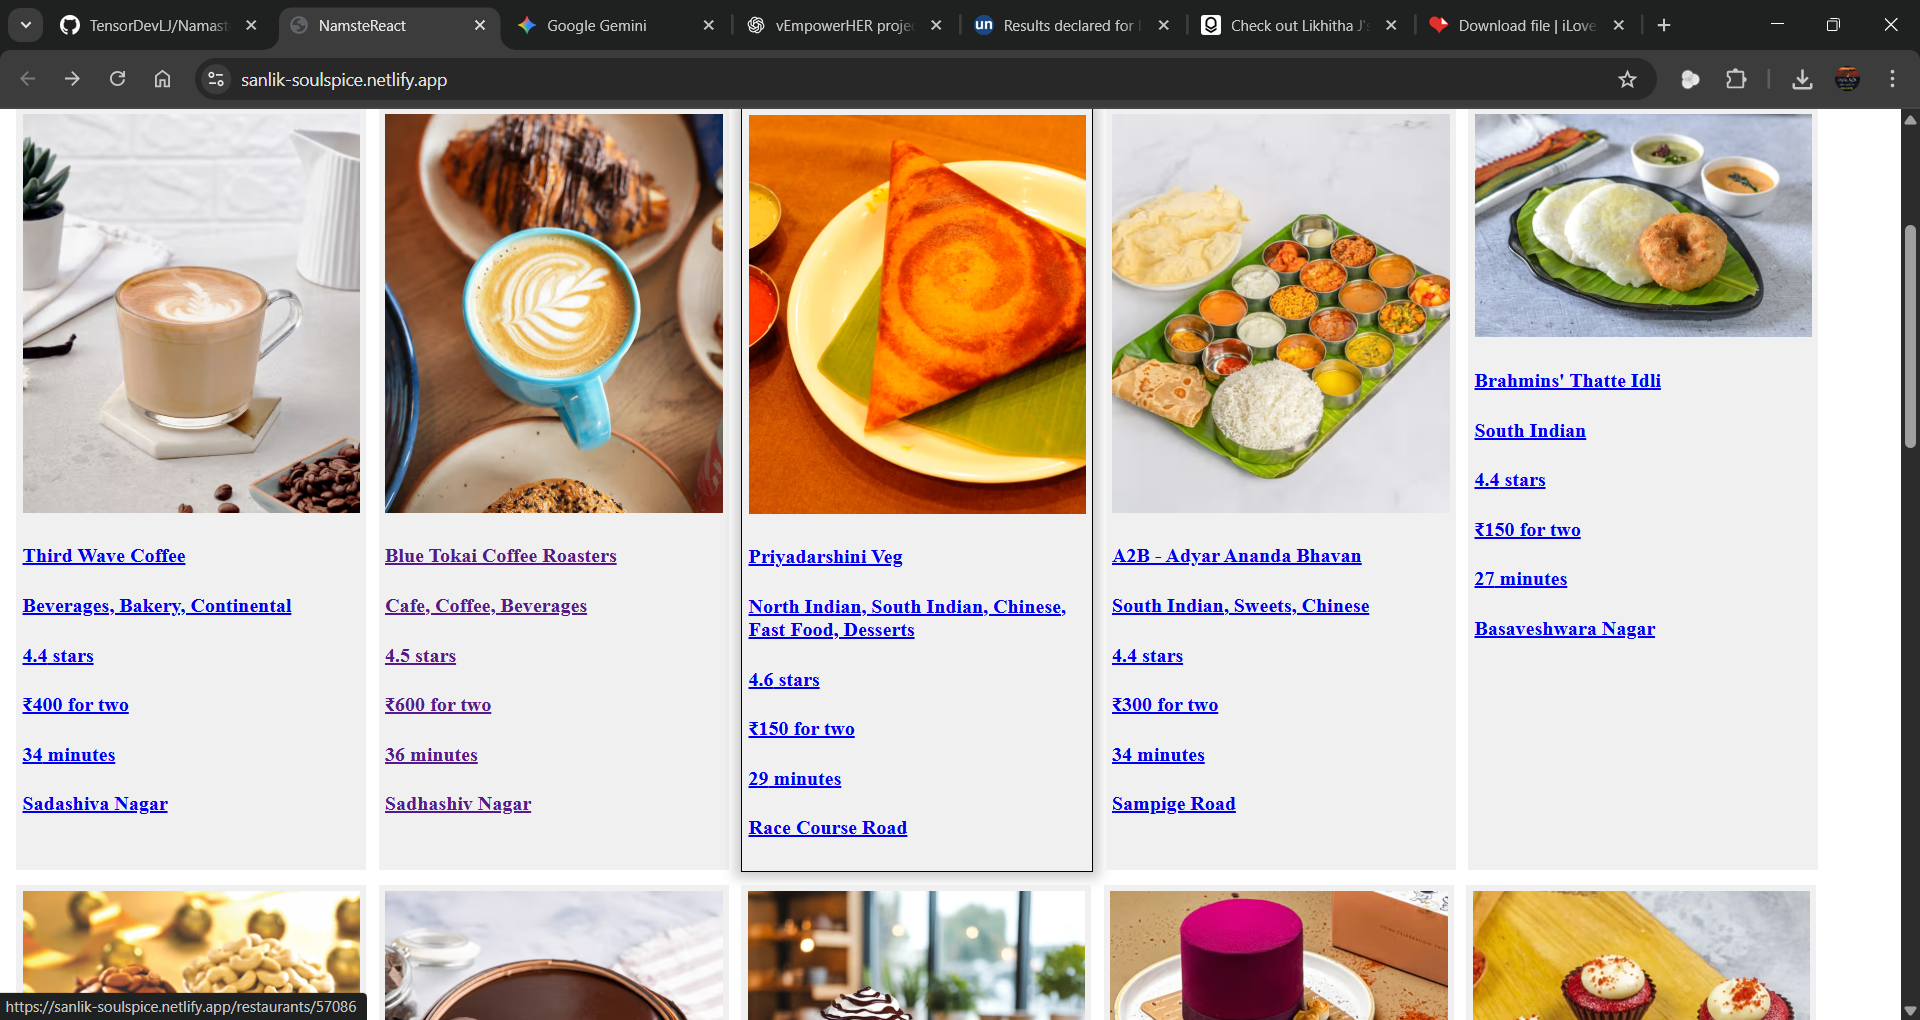 TensorDevLJ/Namast
NamsteReact
Google Gemini
vEmpowerHER proje
un
Results declared for
Check out Likhitha J's
Download file | iLove
sanlik-soulspice.netlify.app
Third Wave Coffee
Beverages, Bakery, Continental
4.4 stars
₹400 for two
34 minutes
Sadashiva Nagar
Blue Tokai Coffee Roasters
Cafe, Coffee, Beverages
4.5 stars
₹600 for two
36 minutes
Sadhashiv Nagar
Priyadarshini Veg
North Indian, South Indian, Chinese,
Fast Food, Desserts
4.6 stars
₹150 for two
29 minutes
Race Course Road
A2B - Adyar Ananda Bhavan
South Indian, Sweets, Chinese
4.4 stars
₹300 for two
34 minutes
Sampige Road
Brahmins' Thatte Idli
South Indian
4.4 stars
₹150 for two
27 minutes
Basaveshwara Nagar
https://sanlik-soulspice.netlify.app/restaurants/57086